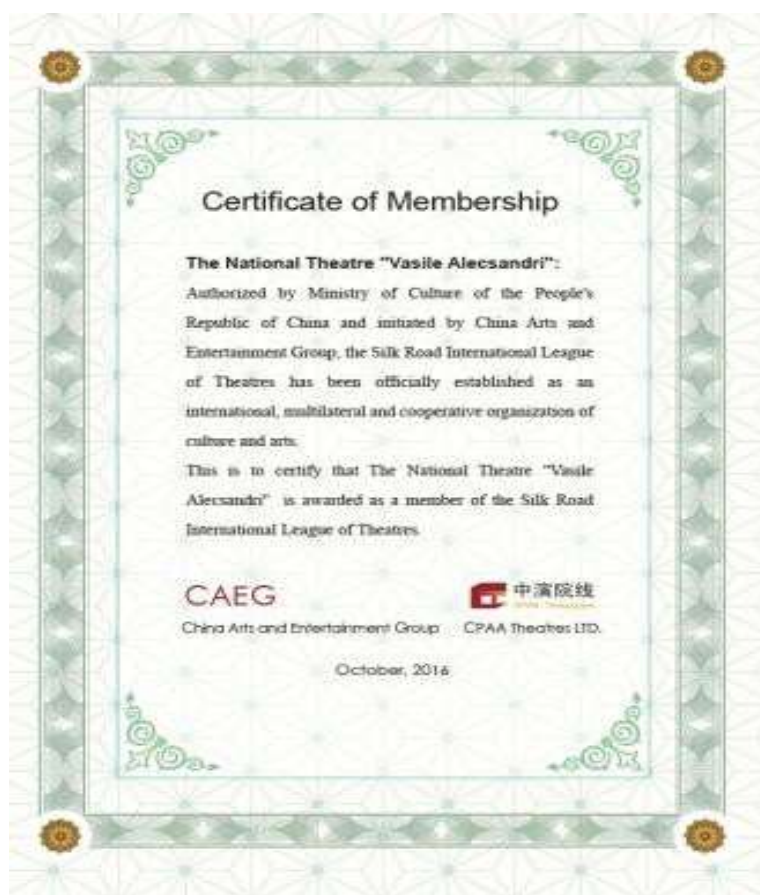 Certificate of Membership
The National Theatre "Vasile Alecsandri":
Authorized by Ministry of Culture of the People's
Republic of China and initiated by China Arts and
Entertainment Group, the Silk Road International League
of Theatres has been officially established as an
international, multilateral and cooperative organization of
culture and arts.
This is to certify that The National Theatre "Vasile
Alecsandri" is awarded as a member of the Silk Road
International League of Theatres.
CAEG
中演院线
China Arts and Entertainment Group
CPAA Theatres LTD.
October, 2016